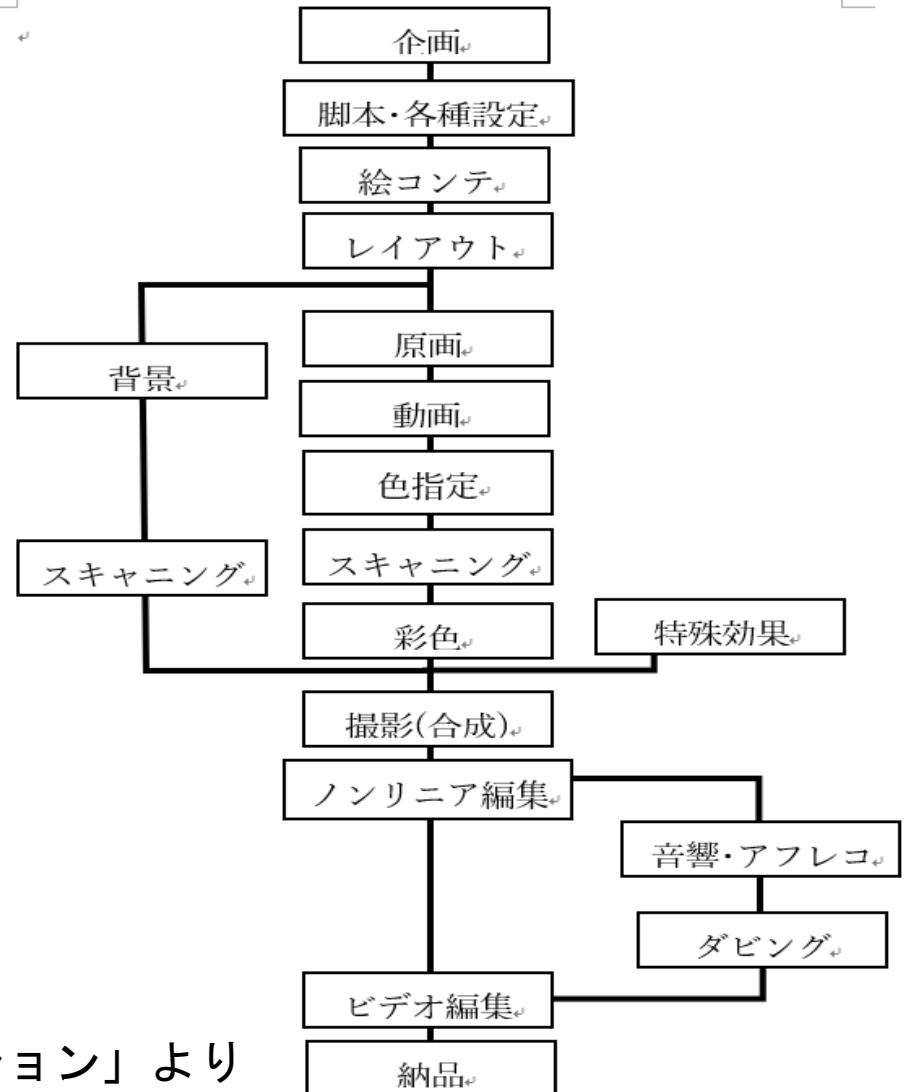 企画
脚本・各種設定
絵コンテ
レイアウト
原画
背景
動画
色指定
スキャニング
スキャニング
彩色
特殊効果
撮影(合成)
ノンリニア編集
音響・アフレコ
ダビング
ビデオ編集
ション」より
納品